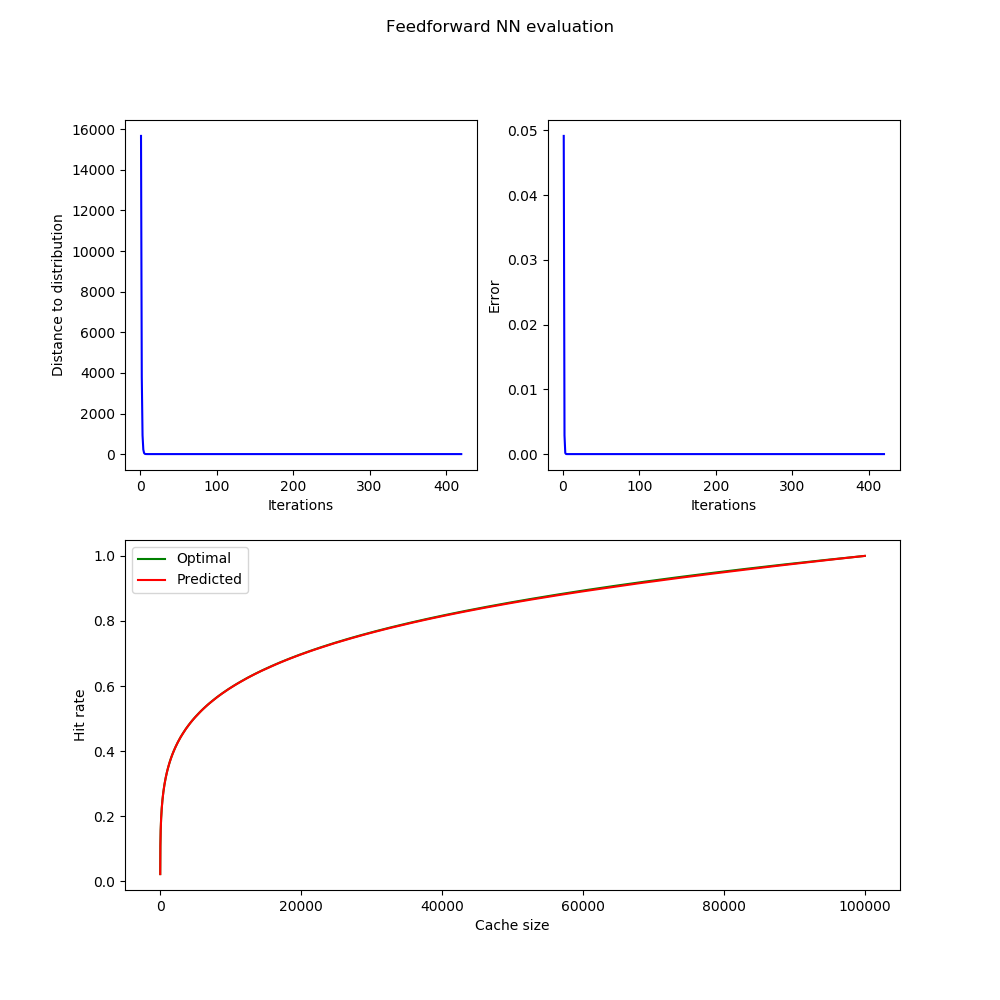 Feedforward NN evaluation
16000
14000
12000
10000
8000
6000
4000
2000
0
Distance to distribution
0 100 200 300 400
Iterations
0.05
0.04
0.03
0.02
0.01
0.00
Error
0 100 200 300 400
Iterations
Optimal
Predicted
1.0
0.8
0.6
0.4
0.2
0.0
Hit rate
0 20000 40000 60000 80000 100000
Cache size